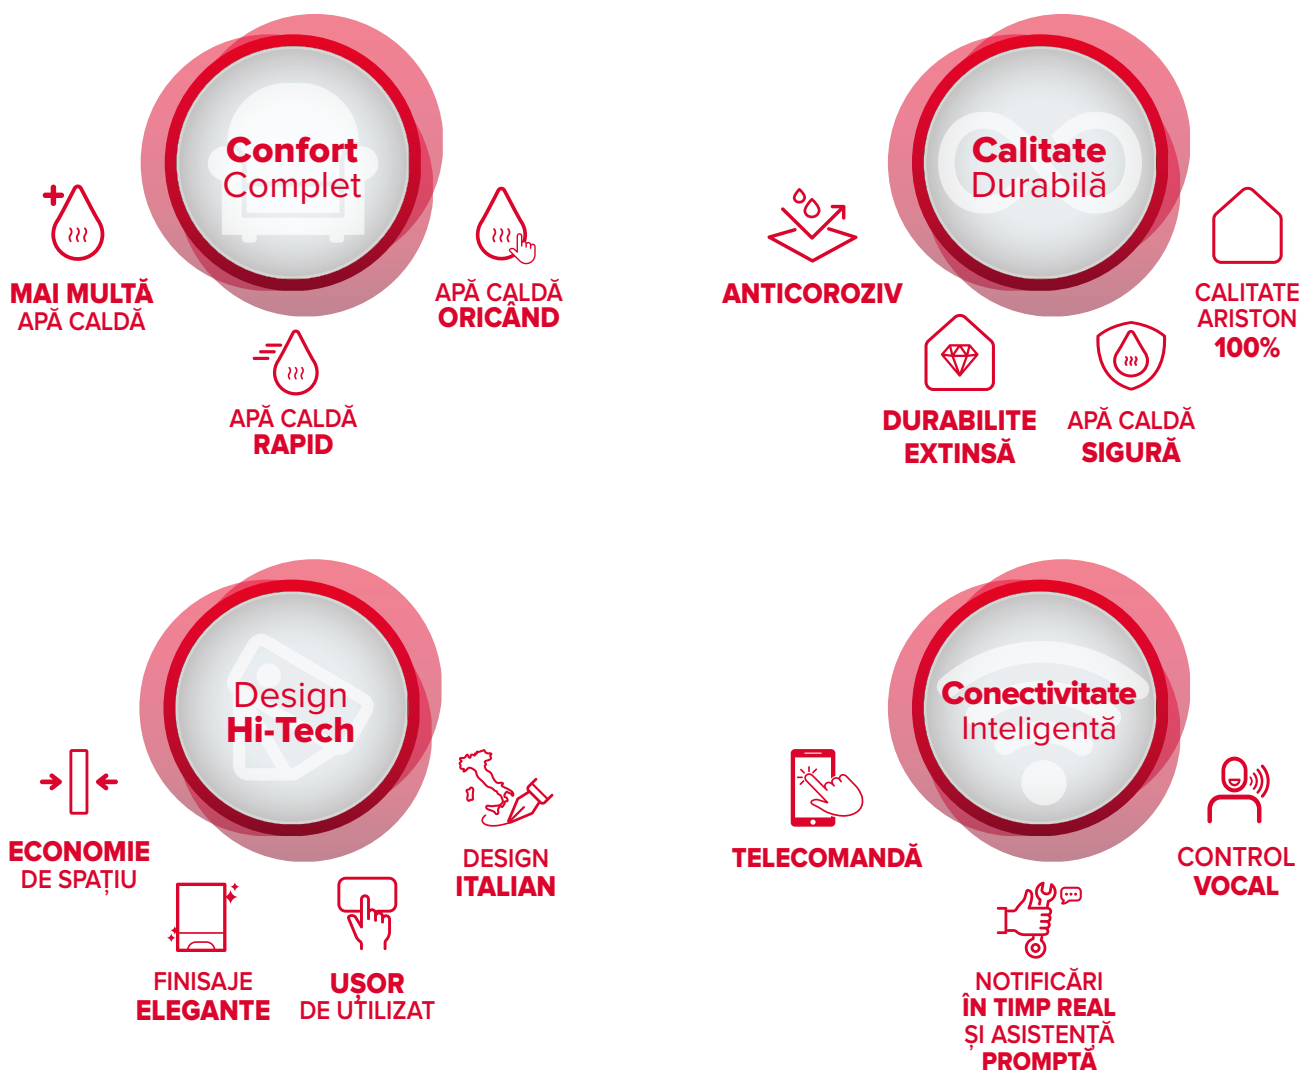 Confort
Complet
MAI MULTĂ
APĂ CALDĂ
APĂ CALDĂ
RAPID
APĂ CALDĂ
ORICÂND
Calitate
Durabilă
ANTICOROZIV
DURABILITE
EXTINSĂ
APĂ CALDĂ
SIGURĂ
CALITATE
ARISTON
100%
Design
Hi-Tech
ECONOMIE
DE SPAȚIU
FINISAJE
ELEGANTE
UȘOR
DE UTILIZAT
DESIGN
ITALIAN
Conectivitate
Inteligentă
TELECOMANDĂ
NOTIFICĂRI
ÎN TIMP REAL
ȘI ASISTENȚĂ
PROMPTĂ
CONTROL
VOCAL